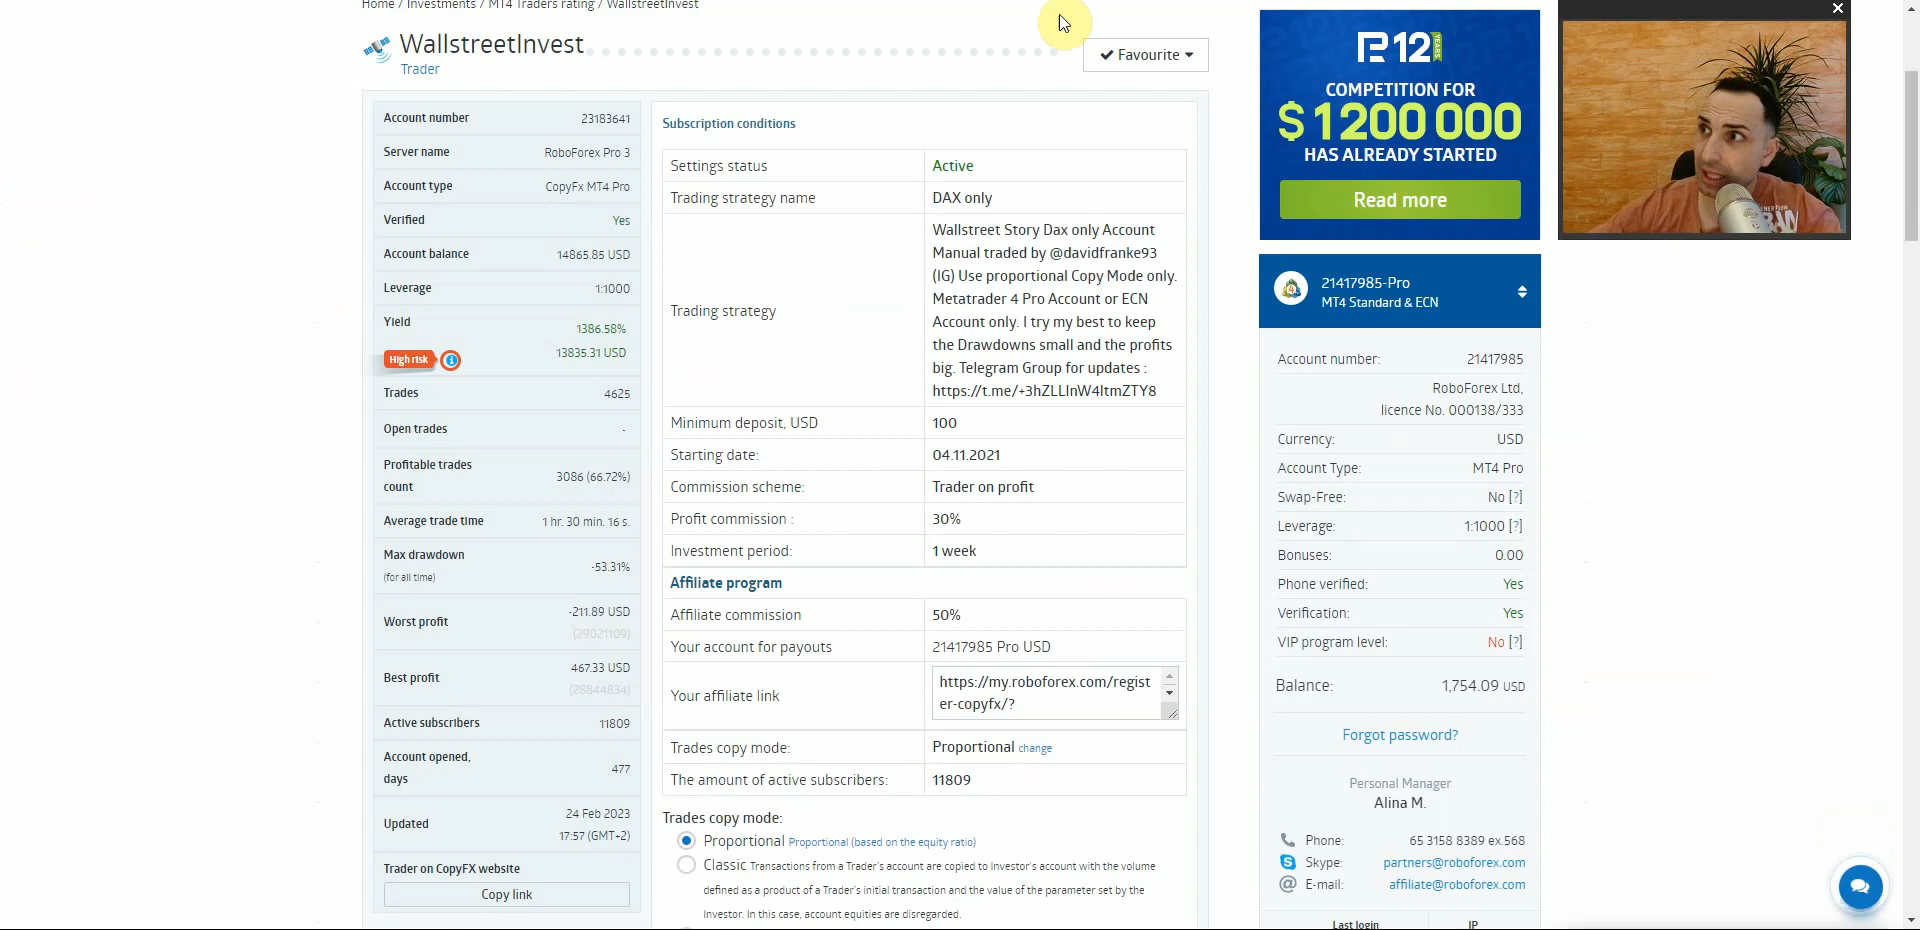 Home / Investments / MT4 Traders rating / WallstreetInvest
WallstreetInvest
Trader
Favourite
Account number 23183641
Server name RoboForex Pro 3
Account type CopyFx MT4 Pro
Verified Yes
Account balance 14865.85 USD
Leverage 1:1000
Yield 1386.58%
13835.31 USD
High risk
Trades 4625
Open trades -
Profitable trades
count 3086 (66.72%)
Average trade time 1 hr. 30 min. 16 s.
Max drawdown
(for all time) -53.31%
Worst profit -211.89 USD
(29021109)
Best profit 467.33 USD
(28844834)
Active subscribers 11809
Account opened,
days 477
Updated 24 Feb 2023
17:57 (GMT+2)
Trader on CopyFX website
Copy link
Subscription conditions
Settings status Active
Trading strategy name DAX only
Trading strategy
Wallstreet Story Dax only Account
Manual traded by @davidfranke93
(IG) Use proportional Copy Mode only.
Metatrader 4 Pro Account or ECN
Account only. I try my best to keep
the Drawdowns small and the profits
big. Telegram Group for updates :
https://t.me/+3hZLLlnW4ltmZTY8
Minimum deposit, USD 100
Starting date: 04.11.2021
Commission scheme: Trader on profit
Profit commission : 30%
Investment period: 1 week
Affiliate program
Affiliate commission 50%
Your account for payouts 21417985 Pro USD
Your affiliate link
https://my.roboforex.com/regist
er-copyfx/?
Trades copy mode: Proportional change
The amount of active subscribers: 11809
Trades copy mode:
Proportional Proportional (based on the equity ratio)
Classic Transactions from a Trader's account are copied to Investor's account with the volume
defined as a product of a Trader's initial transaction and the value of the parameter set by the
Investor. In this case, account equities are disregarded.
12 YEARS
COMPETITION FOR
$ 1 200 000
HAS ALREADY STARTED
Read more
21417985-Pro
MT4 Standard & ECN
Account number: 21417985
RoboForex Ltd,
licence No. 000138/333
Currency: USD
Account Type: MT4 Pro
Swap-Free: No [?]
Leverage: 1:1000 [?]
Bonuses: 0.00
Phone verified: Yes
Verification: Yes
VIP program level: No [?]
Balance: 1,754.09 USD
Forgot password?
Personal Manager
Alina M.
Phone: 65 3158 8389 ex.568
Skype: partners@roboforex.com
E-mail: affiliate@roboforex.com
Last login IP